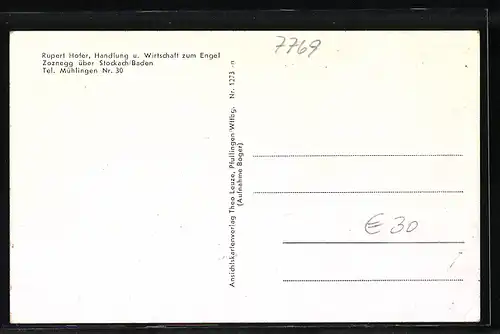 Rupert Hofer, Handlung u. Wirtschaft zum Engel
Zoznegg über Stockach/Baden
Tel. Mühlingen Nr. 30
7769
Ansichtskartenverlag Theo Leuze, Pfullingen-Wttbg. Nr. 1273 n
(Aufnahme Boger)
€ 30